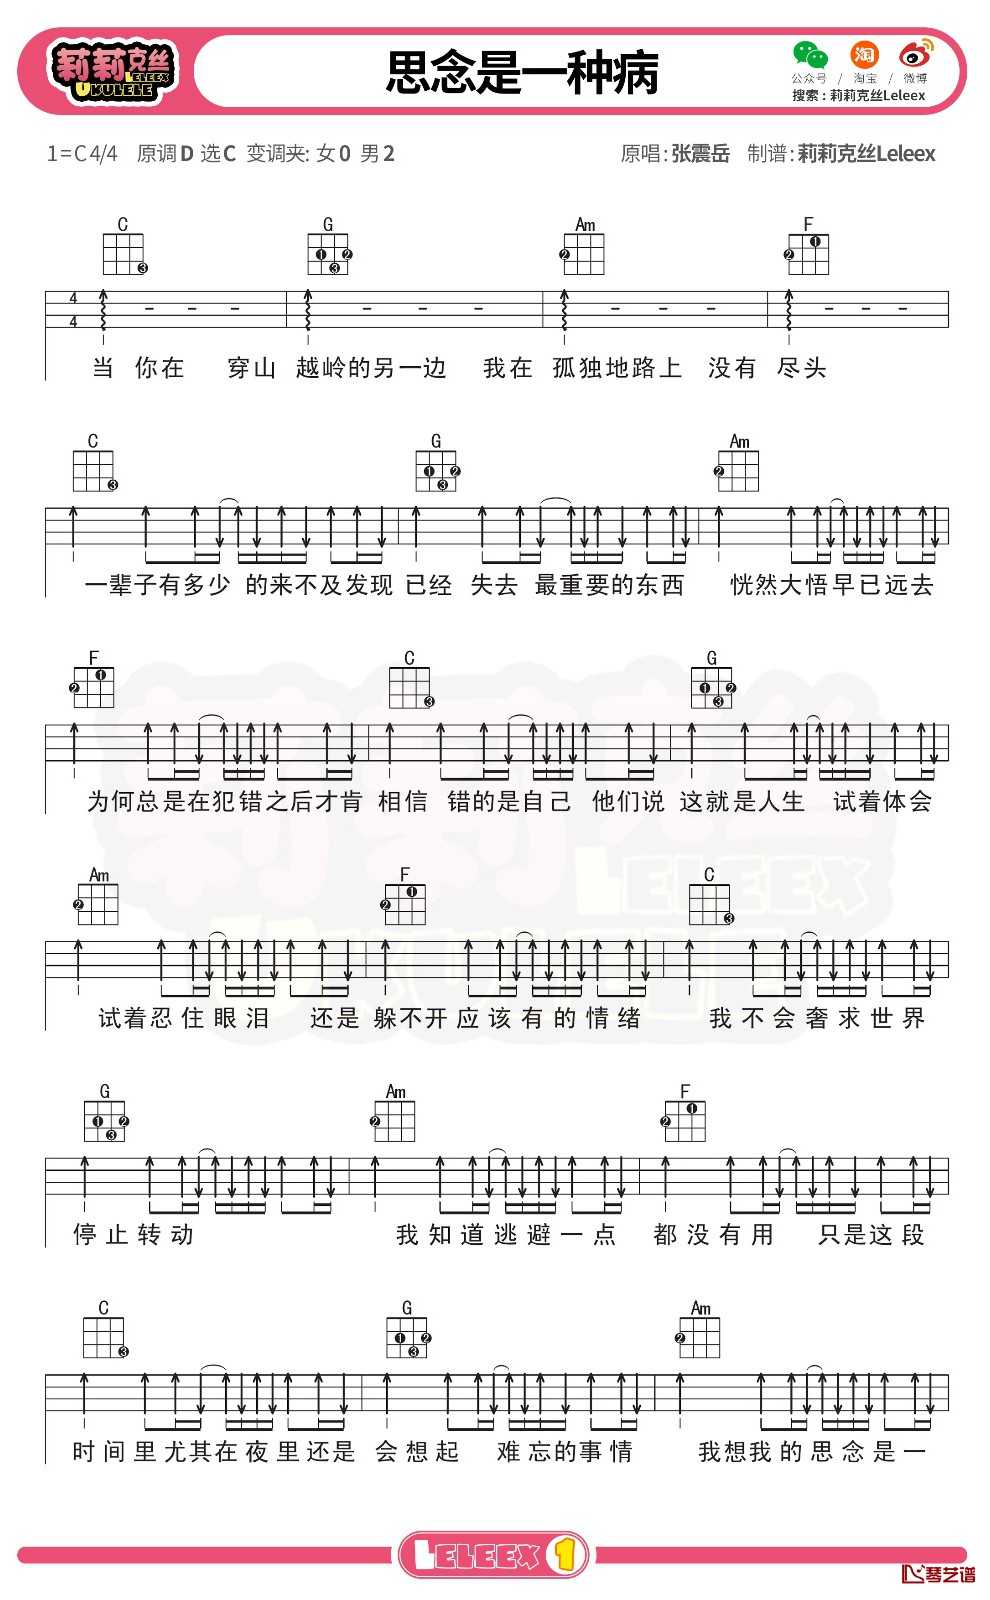 莉莉克丝
LELEEX
UKULELE
思念是一种病
公众号 / 淘宝 / 微博
搜索：莉莉克丝Leleex
1=C 4/4 原调D 选C 变调夹: 女0 男2 原唱:张震岳 制谱:莉莉克丝Leleex
C G Am F
4
4
当 你在 穿山 越岭的另一边 我在 孤独地路上 没有 尽头
C G Am
一辈子有多少 的来不及发现 已经 失去 最重要的东西 恍然大悟早已远去
F C G
为何总是在犯错之后才肯 相信 错的是自己 他们说 这就是人生 试着体会
Am F C
试着忍住眼泪 还是躲不开应该有的情绪 我不会奢求世界
G Am F
停止转动 我知道逃避一点 都没有用 只是这段
C G Am
时间里尤其在夜里还是 会想起 难忘的事情 我想我的思念是一
LELEEX 1
琴艺谱